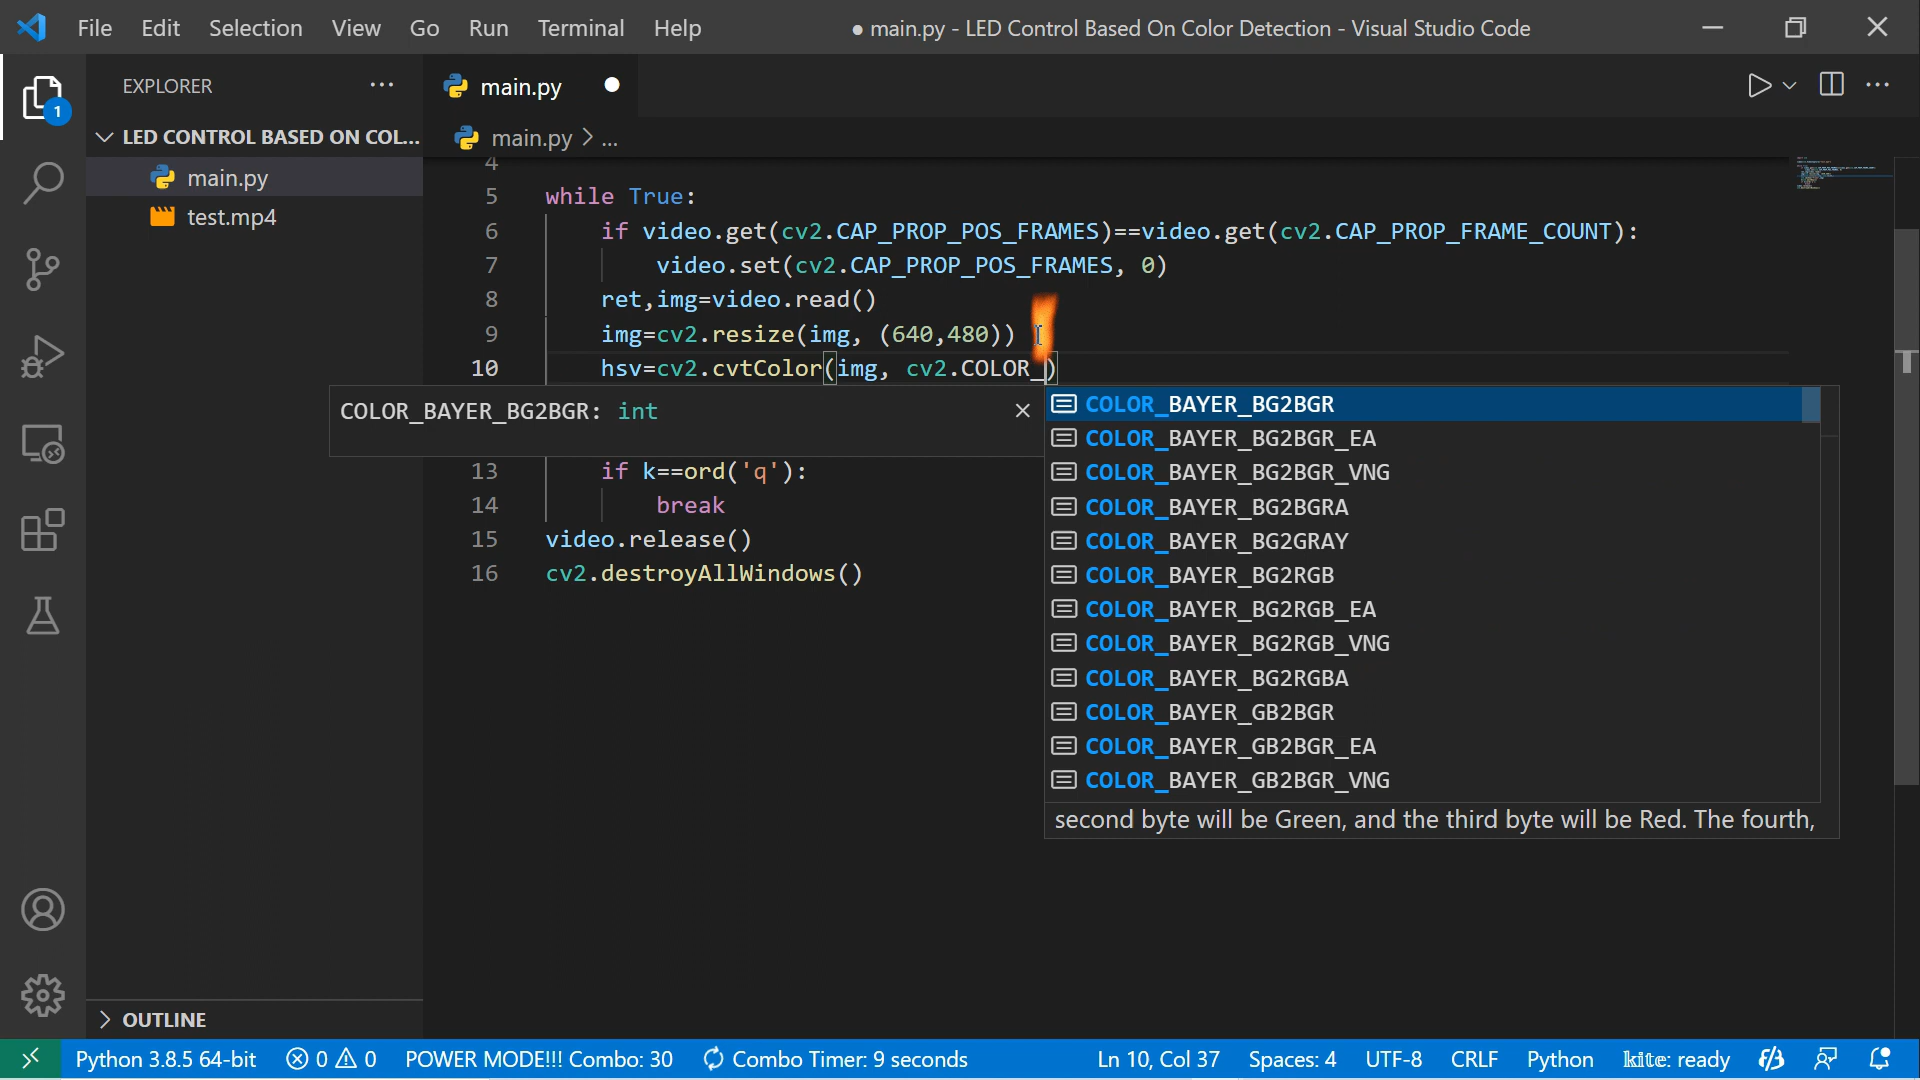 File Edit Selection View Go Run Terminal Help
● main.py - LED Control Based On Color Detection - Visual Studio Code
1
EXPLORER
LED CONTROL BASED ON COL...
main.py
test.mp4
OUTLINE
main.py
main.py > ...
4
5 while True:
6 if video.get(cv2.CAP_PROP_POS_FRAMES)==video.get(cv2.CAP_PROP_FRAME_COUNT):
7 video.set(cv2.CAP_PROP_POS_FRAMES, 0)
8 ret,img=video.read()
9 img=cv2.resize(img, (640,480))
10 hsv=cv2.cvtColor(img, cv2.COLOR_)
COLOR_BAYER_BG2BGR: int
13 if k==ord('q'):
14 break
15 video.release()
16 cv2.destroyAllWindows()
COLOR_BAYER_BG2BGR
COLOR_BAYER_BG2BGR_EA
COLOR_BAYER_BG2BGR_VNG
COLOR_BAYER_BG2BGRA
COLOR_BAYER_BG2GRAY
COLOR_BAYER_BG2RGB
COLOR_BAYER_BG2RGB_EA
COLOR_BAYER_BG2RGB_VNG
COLOR_BAYER_BG2RGBA
COLOR_BAYER_GB2BGR
COLOR_BAYER_GB2BGR_EA
COLOR_BAYER_GB2BGR_VNG
second byte will be Green, and the third byte will be Red. The fourth,
Python 3.8.5 64-bit 0 0 POWER MODE!!! Combo: 30 Combo Timer: 9 seconds Ln 10, Col 37 Spaces: 4 UTF-8 CRLF Python kite: ready